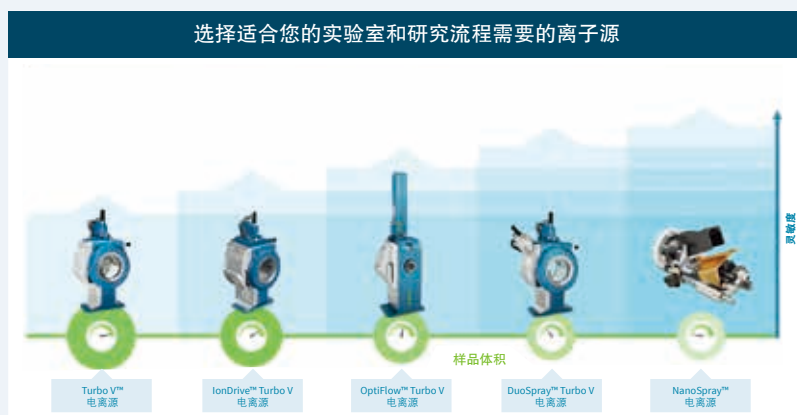 选择适合您的实验室和研究流程需要的离子源
灵敏度
样品体积
Turbo V™
电离源
IonDrive™ Turbo V
电离源
OptiFlow™ Turbo V
电离源
DuoSpray™ Turbo V
电离源
NanoSpray™
电离源